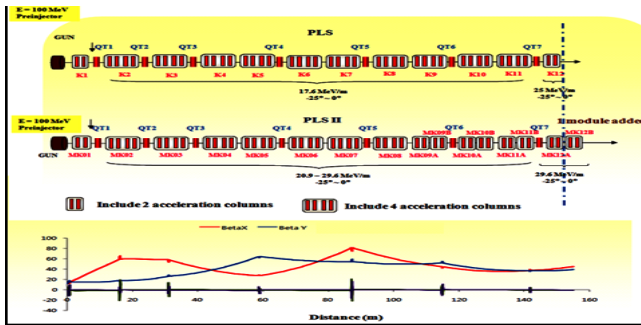 E = 100 MeV
Preinjector
PLS
GUN
QT1 QT2 QT3 QT4 QT5 QT6 QT7
K1 K2 K3 K4 K5 K6 K7 K8 K9 K10 K11 K12
17.6 MeV/m
-25° ~ 0°
25 MeV/m
-25° ~ 0°
E = 100 MeV
Preinjector
PLS II
1 module added
GUN
QT1 QT2 QT3 QT4 QT5 QT6 QT7
MK09B MK10B MK11B MK12B
MK01 MK02 MK03 MK04 MK05 MK06 MK07 MK08 MK09A MK10A MK11A MK12A
20.9 ~ 29.6 MeV/m
-25° ~ 0°
29.6 MeV/m
-25° ~ 0°
Include 2 acceleration columns
Include 4 acceleration columns
BetaX Beta Y
100
80
60
40
20
0
-20
-40
0 20 40 60 80 100 120 140 160
Distance (m)